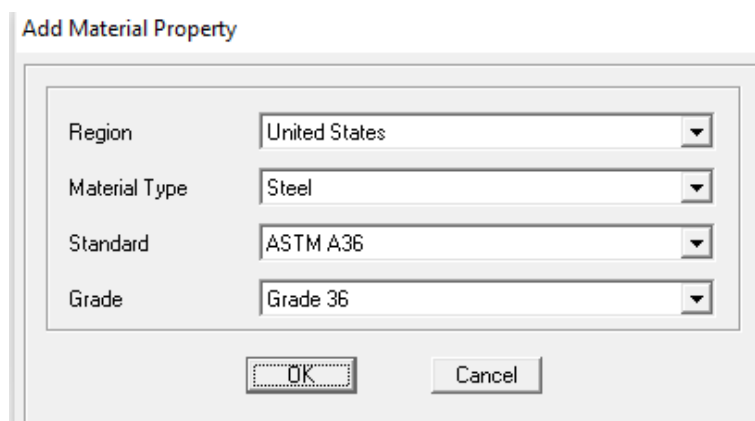 Add Material Property
Region United States
Material Type Steel
Standard ASTM A36
Grade Grade 36
OK Cancel